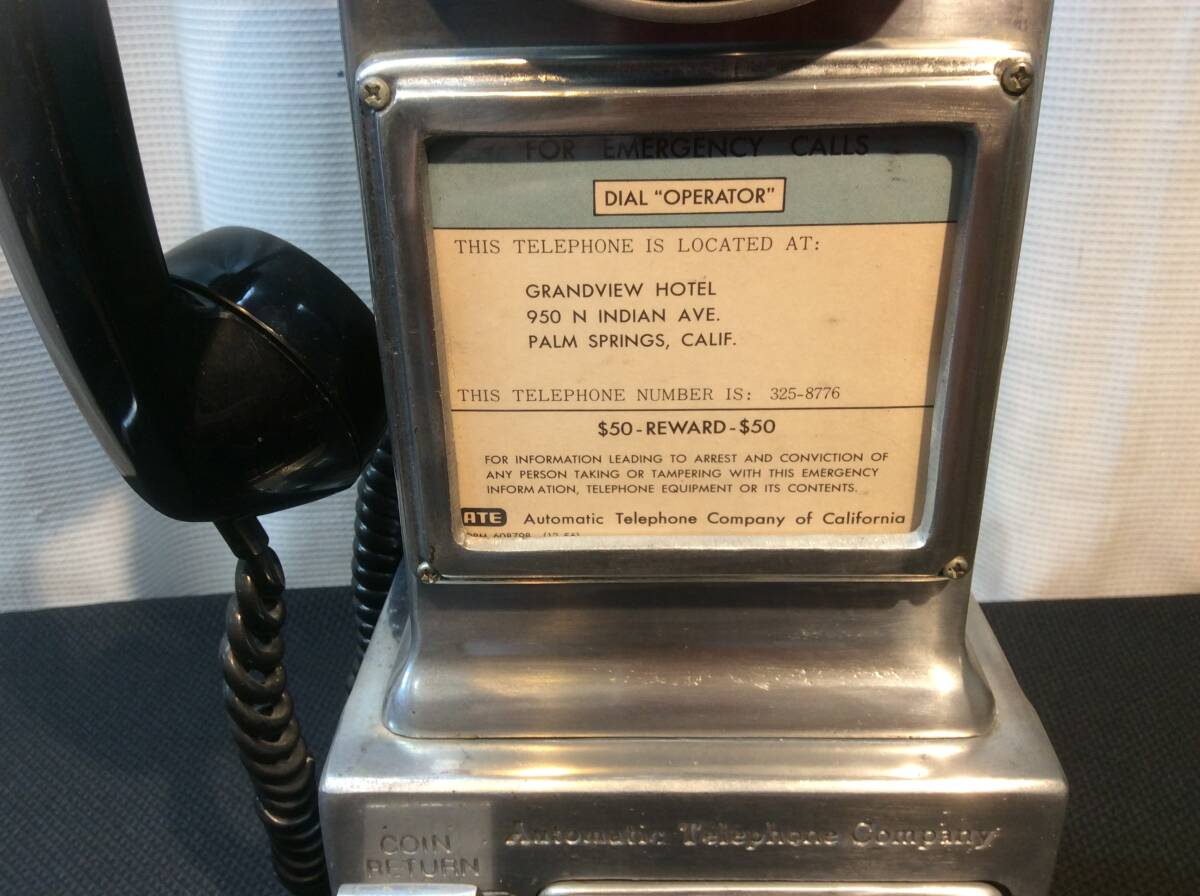 FOR EMERGENCY CALLS
DIAL "OPERATOR"
THIS TELEPHONE IS LOCATED AT:
GRANDVIEW HOTEL
950 N INDIAN AVE.
PALM SPRINGS, CALIF.
THIS TELEPHONE NUMBER IS: 325-8776
$50-REWARD-$50
FOR INFORMATION LEADING TO ARREST AND CONVICTION OF
ANY PERSON TAKING OR TAMPERING WITH THIS EMERGENCY
INFORMATION, TELEPHONE EQUIPMENT OR ITS CONTENTS.
ATE Automatic Telephone Company of California
Automatic Telephone Company
COIN
RETURN